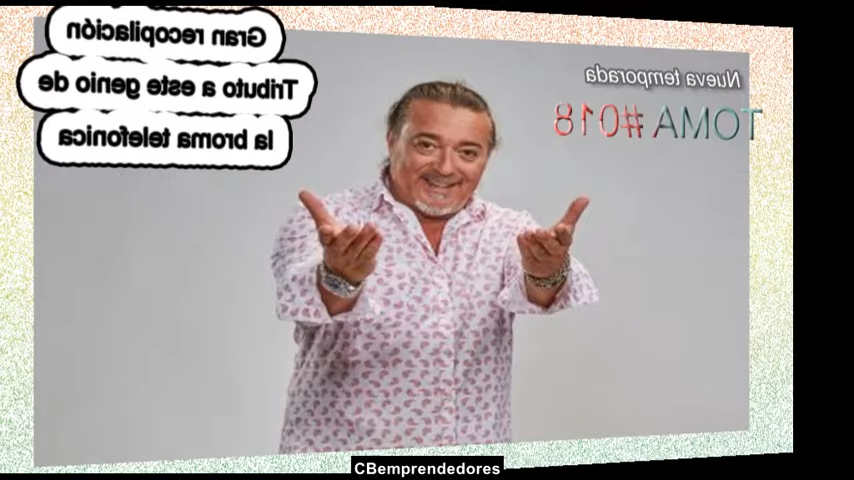 Gran recopilación
Tributo a este genio de
la broma telefonica
Nueva temporada
TOMA #018
CBemprendedores